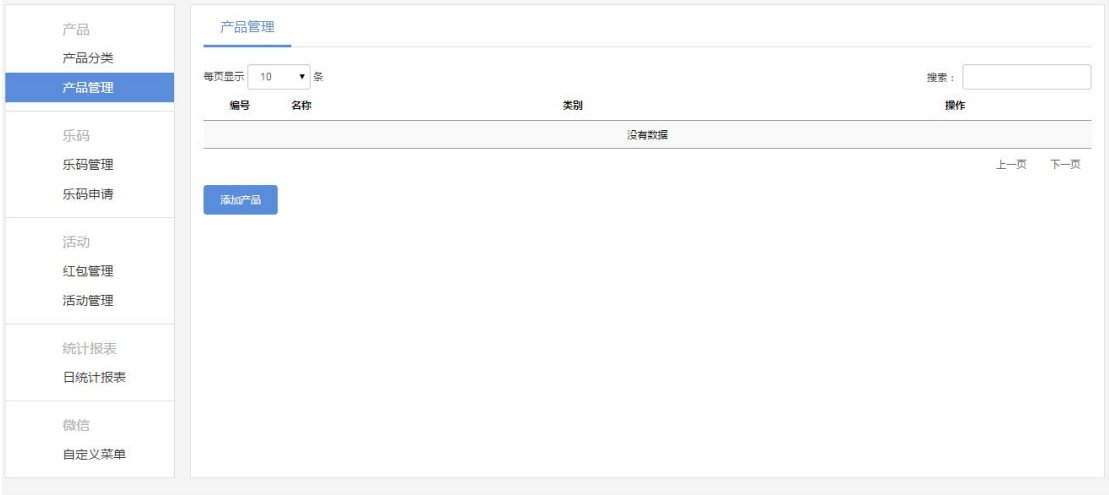 产品
产品分类
产品管理
乐码
乐码管理
乐码申请
活动
红包管理
活动管理
统计报表
日统计报表
微信
自定义菜单
产品管理
每页显示 10 条 搜索：
编号 名称 类别 操作
没有数据
上一页 下一页
添加产品